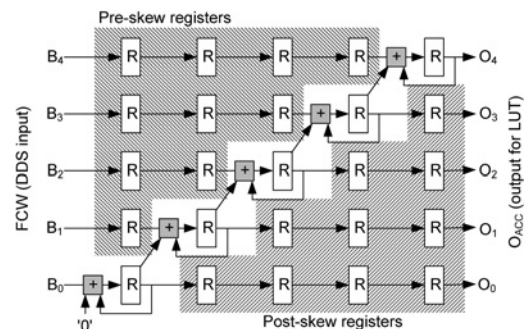 Pre-skew registers
B4 R R R R + R O4
B3 R R R + R R O3
B2 R R + R R R O2
B1 R + R R R R O1
B0 + R R R R R O0
'0'
Post-skew registers
FCW (DDS input)
OACC (output for LUT)